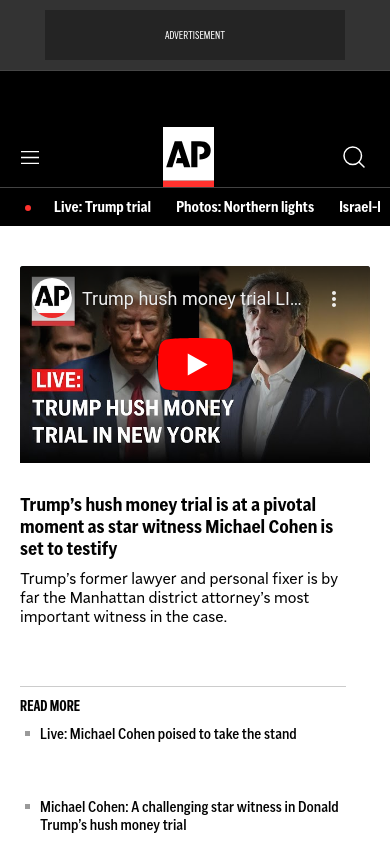 ADVERTISEMENT
AP
Live: Trump trial
Photos: Northern lights
Israel-
AP
Trump hush money trial LI...
LIVE:
TRUMP HUSH MONEY
TRIAL IN NEW YORK
Trump’s hush money trial is at a pivotal
moment as star witness Michael Cohen is
set to testify
Trump’s former lawyer and personal fixer is by
far the Manhattan district attorney’s most
important witness in the case.
READ MORE
Live: Michael Cohen poised to take the stand
Michael Cohen: A challenging star witness in Donald
Trump’s hush money trial